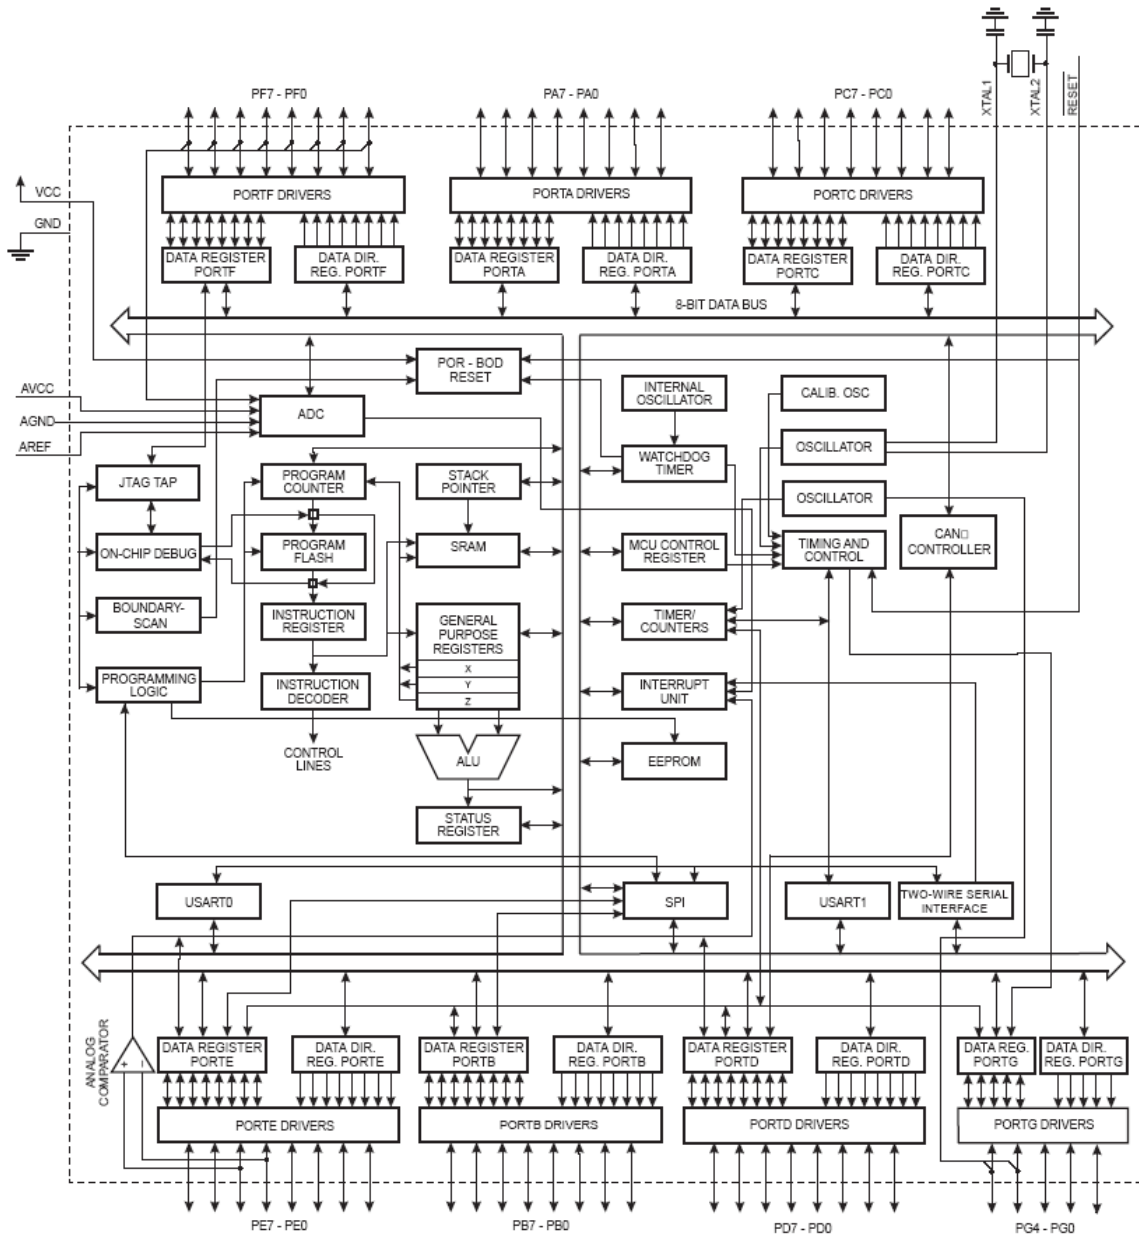 XTAL1
XTAL2
RESET
PF7 - PF0
PA7 - PA0
PC7 - PC0
VCC
GND
PORTF DRIVERS
PORTA DRIVERS
PORTC DRIVERS
DATA REGISTER
PORTF
DATA DIR.
REG. PORTF
DATA REGISTER
PORTA
DATA DIR.
REG. PORTA
DATA REGISTER
PORTC
DATA DIR.
REG. PORTC
8-BIT DATA BUS
POR - BOD
RESET
INTERNAL
OSCILLATOR
CALIB. OSC
AVCC
AGND
AREF
ADC
OSCILLATOR
WATCHDOG
TIMER
JTAG TAP
PROGRAM
COUNTER
STACK
POINTER
OSCILLATOR
ON-CHIP DEBUG
PROGRAM
FLASH
SRAM
MCU CONTROL
REGISTER
TIMING AND
CONTROL
CAN□
CONTROLLER
BOUNDARY-
SCAN
INSTRUCTION
REGISTER
GENERAL
PURPOSE
REGISTERS
X
Y
Z
TIMER/
COUNTERS
PROGRAMMING
LOGIC
INSTRUCTION
DECODER
INTERRUPT
UNIT
CONTROL
LINES
ALU
EEPROM
STATUS
REGISTER
USART0
SPI
USART1
TWO-WIRE SERIAL
INTERFACE
ANALOG
COMPARATOR
+
−
DATA REGISTER
PORTE
DATA DIR.
REG. PORTE
DATA REGISTER
PORTB
DATA DIR.
REG. PORTB
DATA REGISTER
PORTD
DATA DIR.
REG. PORTD
DATA REG.
PORTG
DATA DIR.
REG. PORTG
PORTE DRIVERS
PORTB DRIVERS
PORTD DRIVERS
PORTG DRIVERS
PE7 - PE0
PB7 - PB0
PD7 - PD0
PG4 - PG0